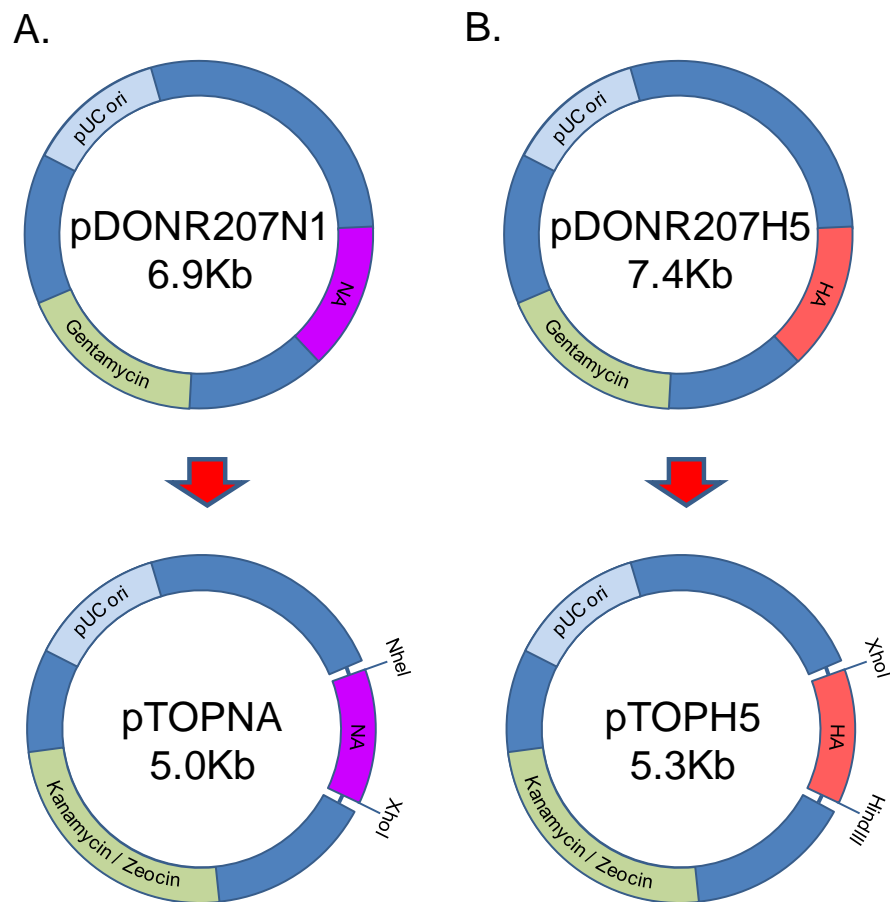 A.
B.
pUC ori
pDONR207N1
6.9Kb
NA
Gentamycin
pUC ori
pDONR207H5
7.4Kb
HA
Gentamycin
pUC ori
NheI
pTOPNA
5.0Kb
NA
XhoI
Kanamycin / Zeocin
pUC ori
XhoI
pTOPH5
5.3Kb
HA
HindIII
Kanamycin / Zeocin